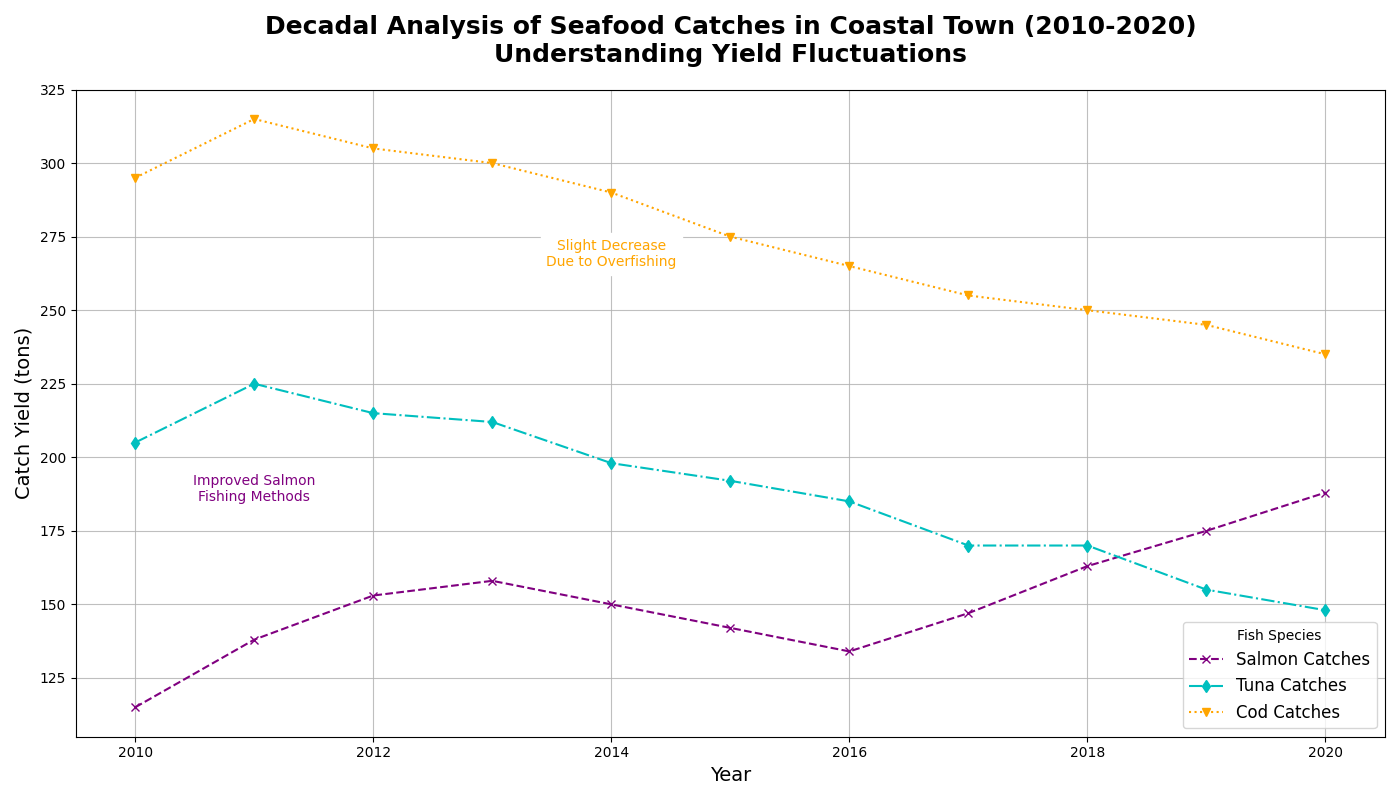 Decadal Analysis of Seafood Catches in Coastal Town (2010-2020)
Understanding Yield Fluctuations
Catch Yield (tons)
325
300
275
250
225
200
175
150
125
Slight Decrease
Due to Overfishing
Improved Salmon
Fishing Methods
Fish Species
Salmon Catches
Tuna Catches
Cod Catches
2010
2012
2014
2016
2018
2020
Year